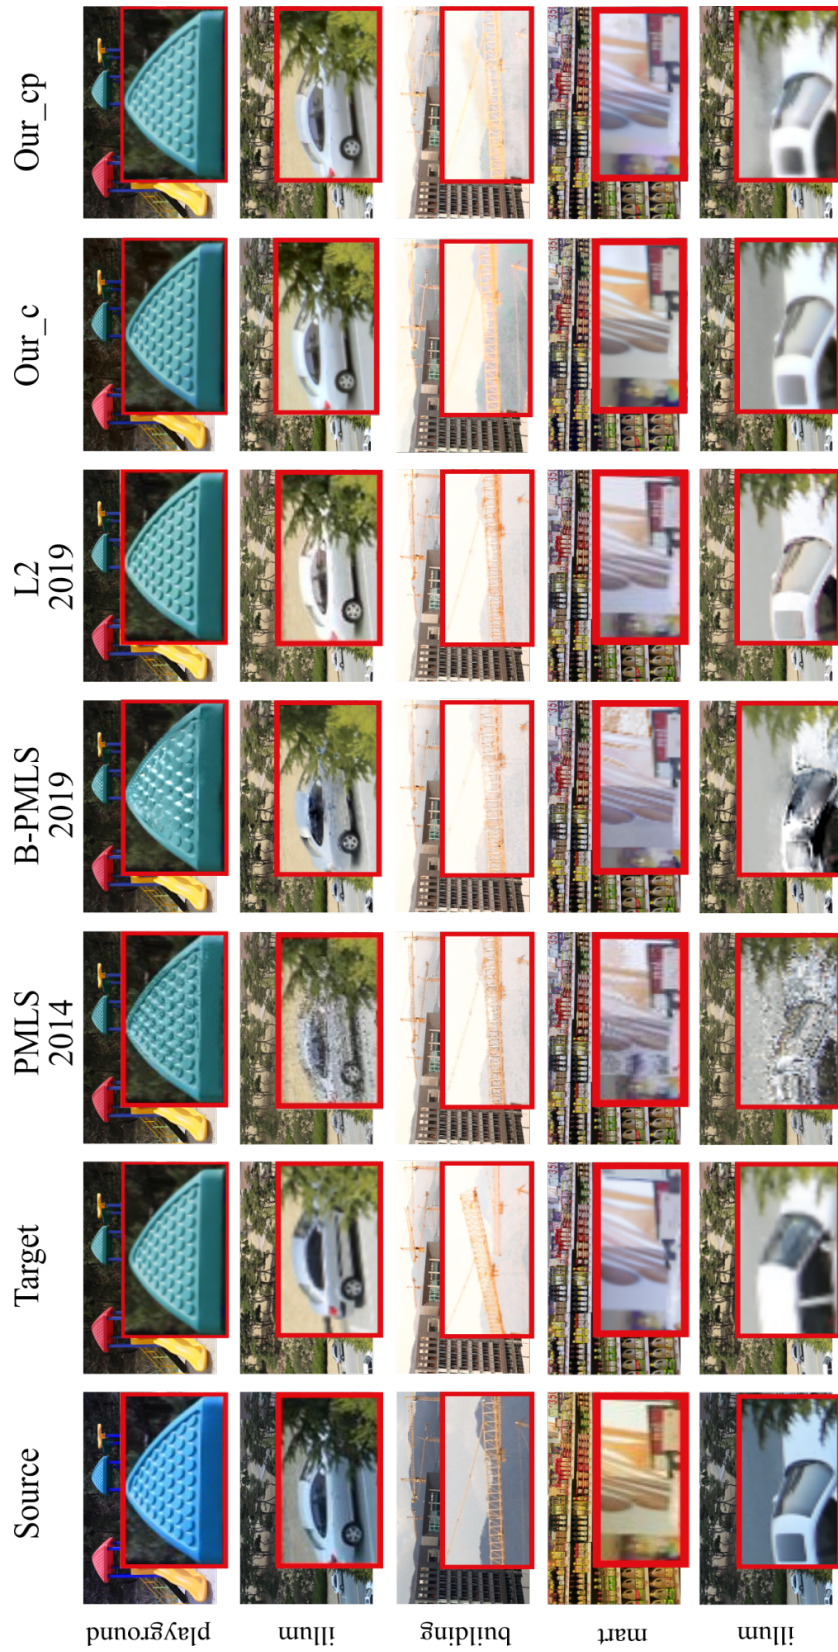 Source
Target
PMLS
2014
B-PMLS
2019
L2
2019
Our_c
Our_cp
playground
illum
building
mart
illum